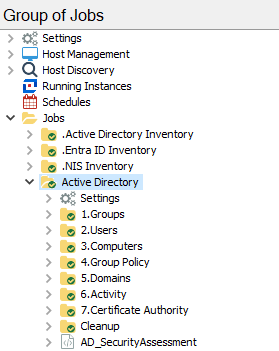 Group of Jobs
Settings
Host Management
Host Discovery
Running Instances
Schedules
Jobs
.Active Directory Inventory
.Entra ID Inventory
.NIS Inventory
Active Directory
Settings
1.Groups
2.Users
3.Computers
4.Group Policy
5.Domains
6.Activity
7.Certificate Authority
Cleanup
AD_SecurityAssessment